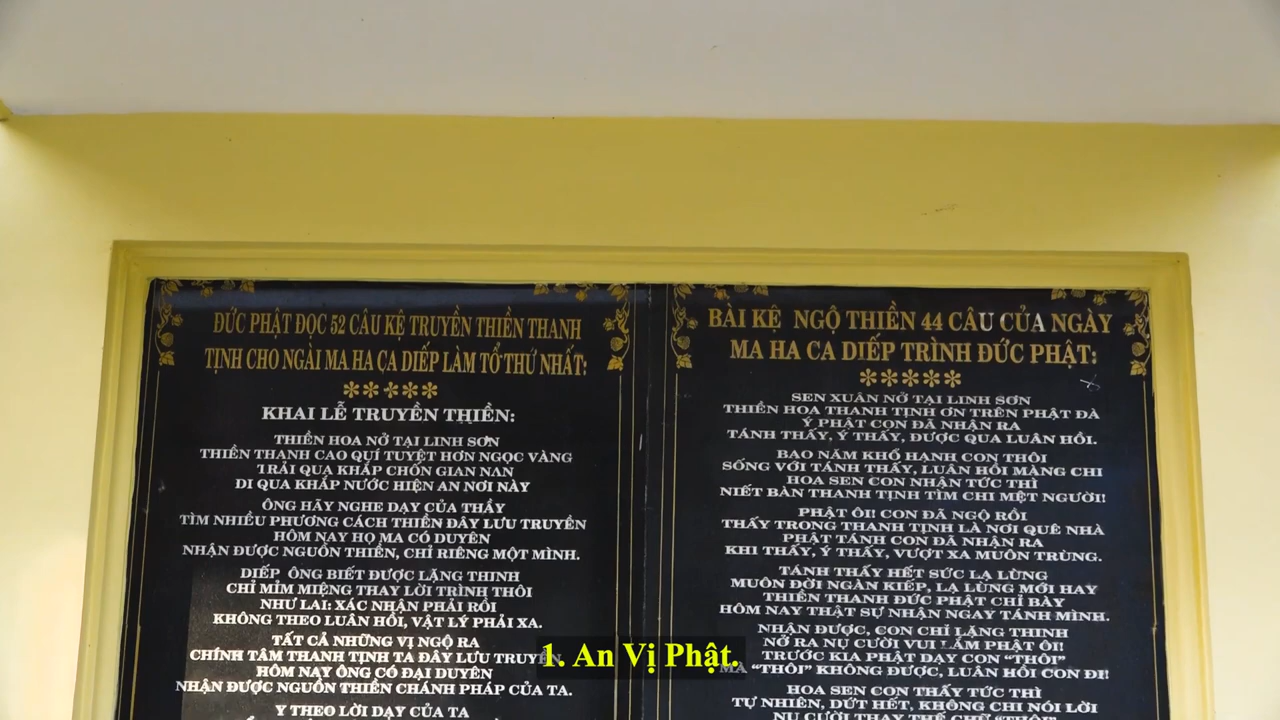 ĐỨC PHẬT ĐỌC 52 CÂU KỆ TRUYỀN THIỀN THANH
TỊNH CHO NGÀI MA HA CA DIẾP LÀM TỔ THỨ NHẤT:
KHAI LỄ TRUYỀN THIỀN:
THIỀN HOA NỞ TẠI LINH SƠN
THIỀN THANH CAO QUÍ TUYỆT HƠN NGỌC VÀNG
TRẢI QUA KHẮP CHỐN GIAN NAN
DI QUA KHẮP NƯỚC HIỆN AN NƠI NÀY
ÔNG HÃY NGHE DẠY CỦA THẦY
TÌM NHIỀU PHƯƠNG CÁCH THIỀN ĐÂY LƯU TRUYỀN
HÔM NAY HỌ MA CÓ DUYÊN
NHẬN ĐƯỢC NGUỒN THIỀN, CHỈ RIÊNG MỘT MÌNH.
DIẾP ÔNG BIẾT ĐƯỢC LẶNG THINH
CHỈ MỈM MIỆNG THAY LỜI TRÌNH THÔI
NHƯ LAI: XÁC NHẬN PHẢI RỒI
KHÔNG THEO LUÂN HỒI, VẬT LÝ PHẢI XA.
TẤT CẢ NHỮNG VỊ NGỘ RA
CHÍNH TÂM THANH TỊNH TA ĐÂY LƯU TRUYỀN
HÔM NAY ÔNG CÓ ĐẠI DUYÊN
NHẬN ĐƯỢC NGUỒN THIỀN CHÁNH PHÁP CỦA TA.
Y THEO LỜI DẠY CỦA TA
BÀI KỆ NGỘ THIỀN 44 CÂU CỦA NGÀY
MA HA CA DIẾP TRÌNH ĐỨC PHẬT:
SEN XUÂN NỞ TẠI LINH SƠN
THIỀN HOA THANH TỊNH ƠN TRÊN PHẬT ĐÀ
Ý PHẬT CON ĐÃ NHẬN RA
TÁNH THẤY, Ý THẤY, ĐƯỢC QUA LUÂN HỒI.
BAO NĂM KHỔ HẠNH CON THÔI
SỐNG VỚI TÁNH THẤY, LUÂN HỒI MÀNG CHI
HOA SEN CON NHẬN TỨC THÌ
NIẾT BÀN THANH TỊNH TÌM CHI MỆT NGƯỜI!
PHẬT ÔI! CON ĐÃ NGỘ RỒI
THẤY TRONG THANH TỊNH LÀ NƠI QUÊ NHÀ
PHẬT TÁNH CON ĐÃ NHẬN RA
KHI THẤY, Ý THẤY, VƯỢT XA MUÔN TRÙNG.
TÁNH THẤY HẾT SỨC LẠ LÙNG
MUÔN ĐỜI NGÀN KIẾP, LẠ LÙNG MỚI HAY
THIỀN THANH ĐỨC PHẬT CHỈ BÀY
HÔM NAY THẬT SỰ NHẬN NGAY TÁNH MÌNH.
NHẬN ĐƯỢC, CON CHỈ LẶNG THINH
NỞ RA NỤ CƯỜI VUI LẮM PHẬT ÔI!
TRƯỚC KIA PHẬT DẠY CON “THÔI”
MÀ “THÔI” KHÔNG ĐƯỢC, LUÂN HỒI CON ĐI!
HOA SEN CON THẤY TỨC THÌ
TỰ NHIÊN, DỨT HẾT, KHÔNG CHI NÓI LỜI
NỤ CƯỜI THAY THẾ CHỮ “THÔI”
1. An Vị Phật.